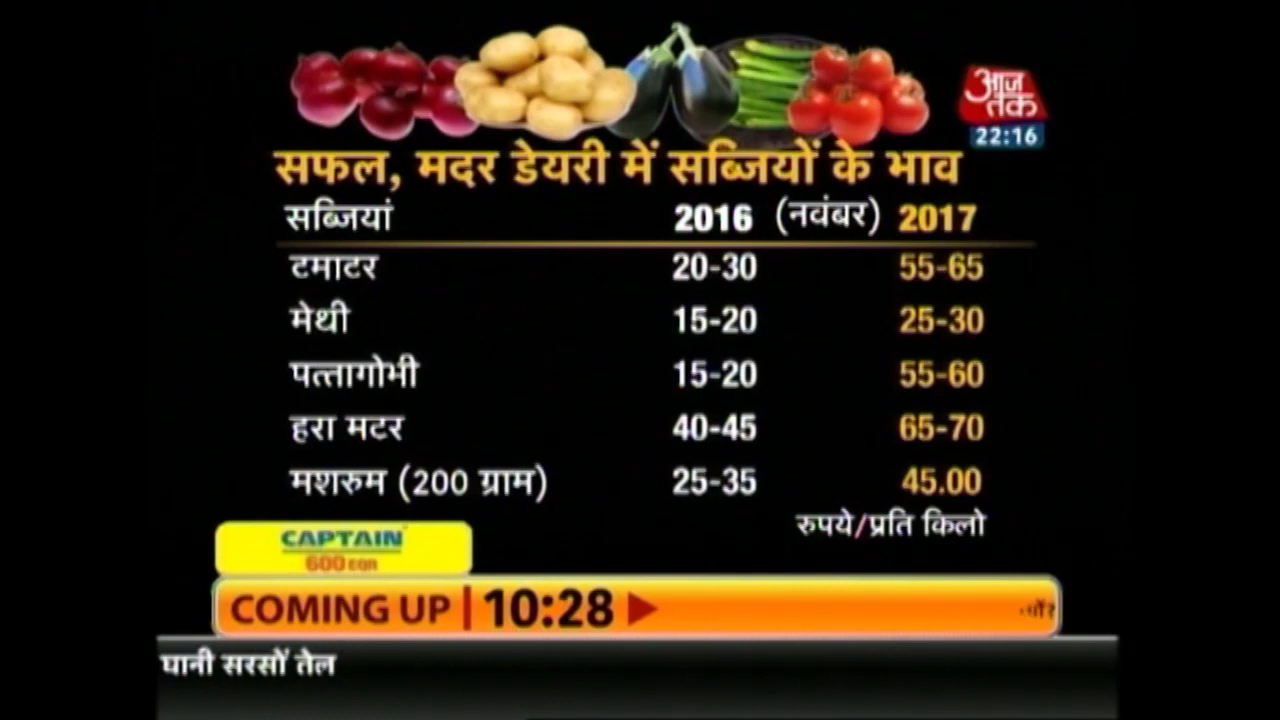 आज
तक
22:16
सफल, मदर डेयरी में सब्जियों के भाव
सब्जियां 2016 (नवंबर) 2017
टमाटर 20-30 55-65
मेथी 15-20 25-30
पत्तागोभी 15-20 55-60
हरा मटर 40-45 65-70
मशरुम (200 ग्राम) 25-35 45.00
रुपये/प्रति किलो
CAPTAIN
600 EQR
COMING UP 10:28
घानी सरसों तेल